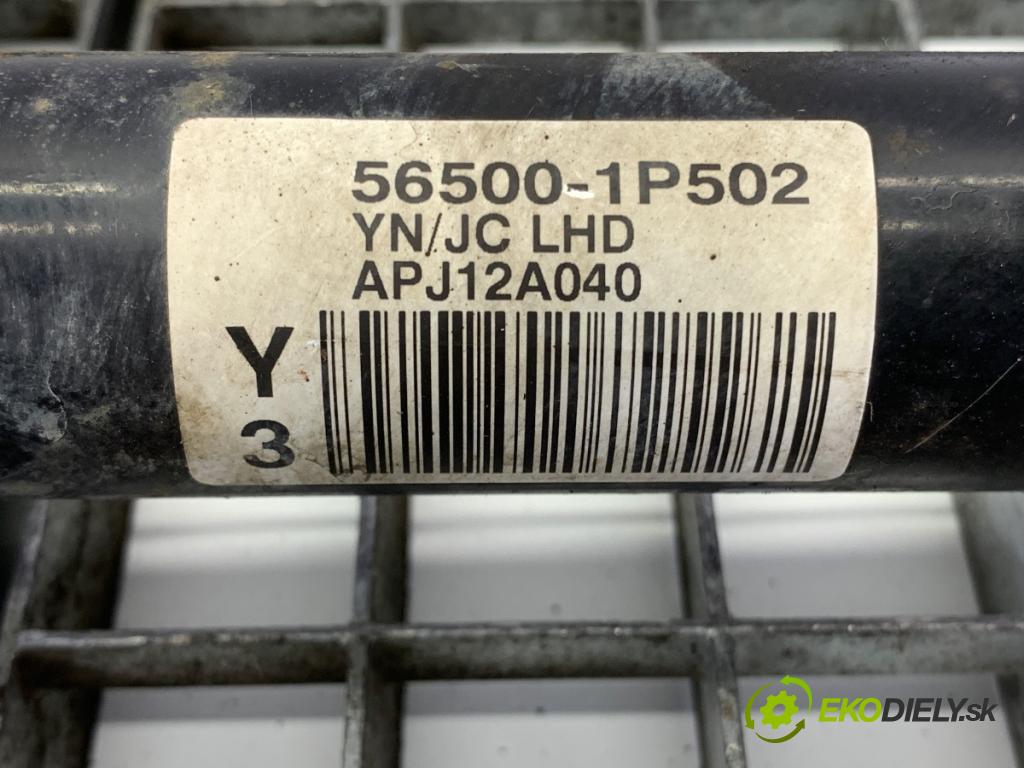 56500-1P502
YN/JC LHD
APJ12A040
Y
3
EKODIELY.sk